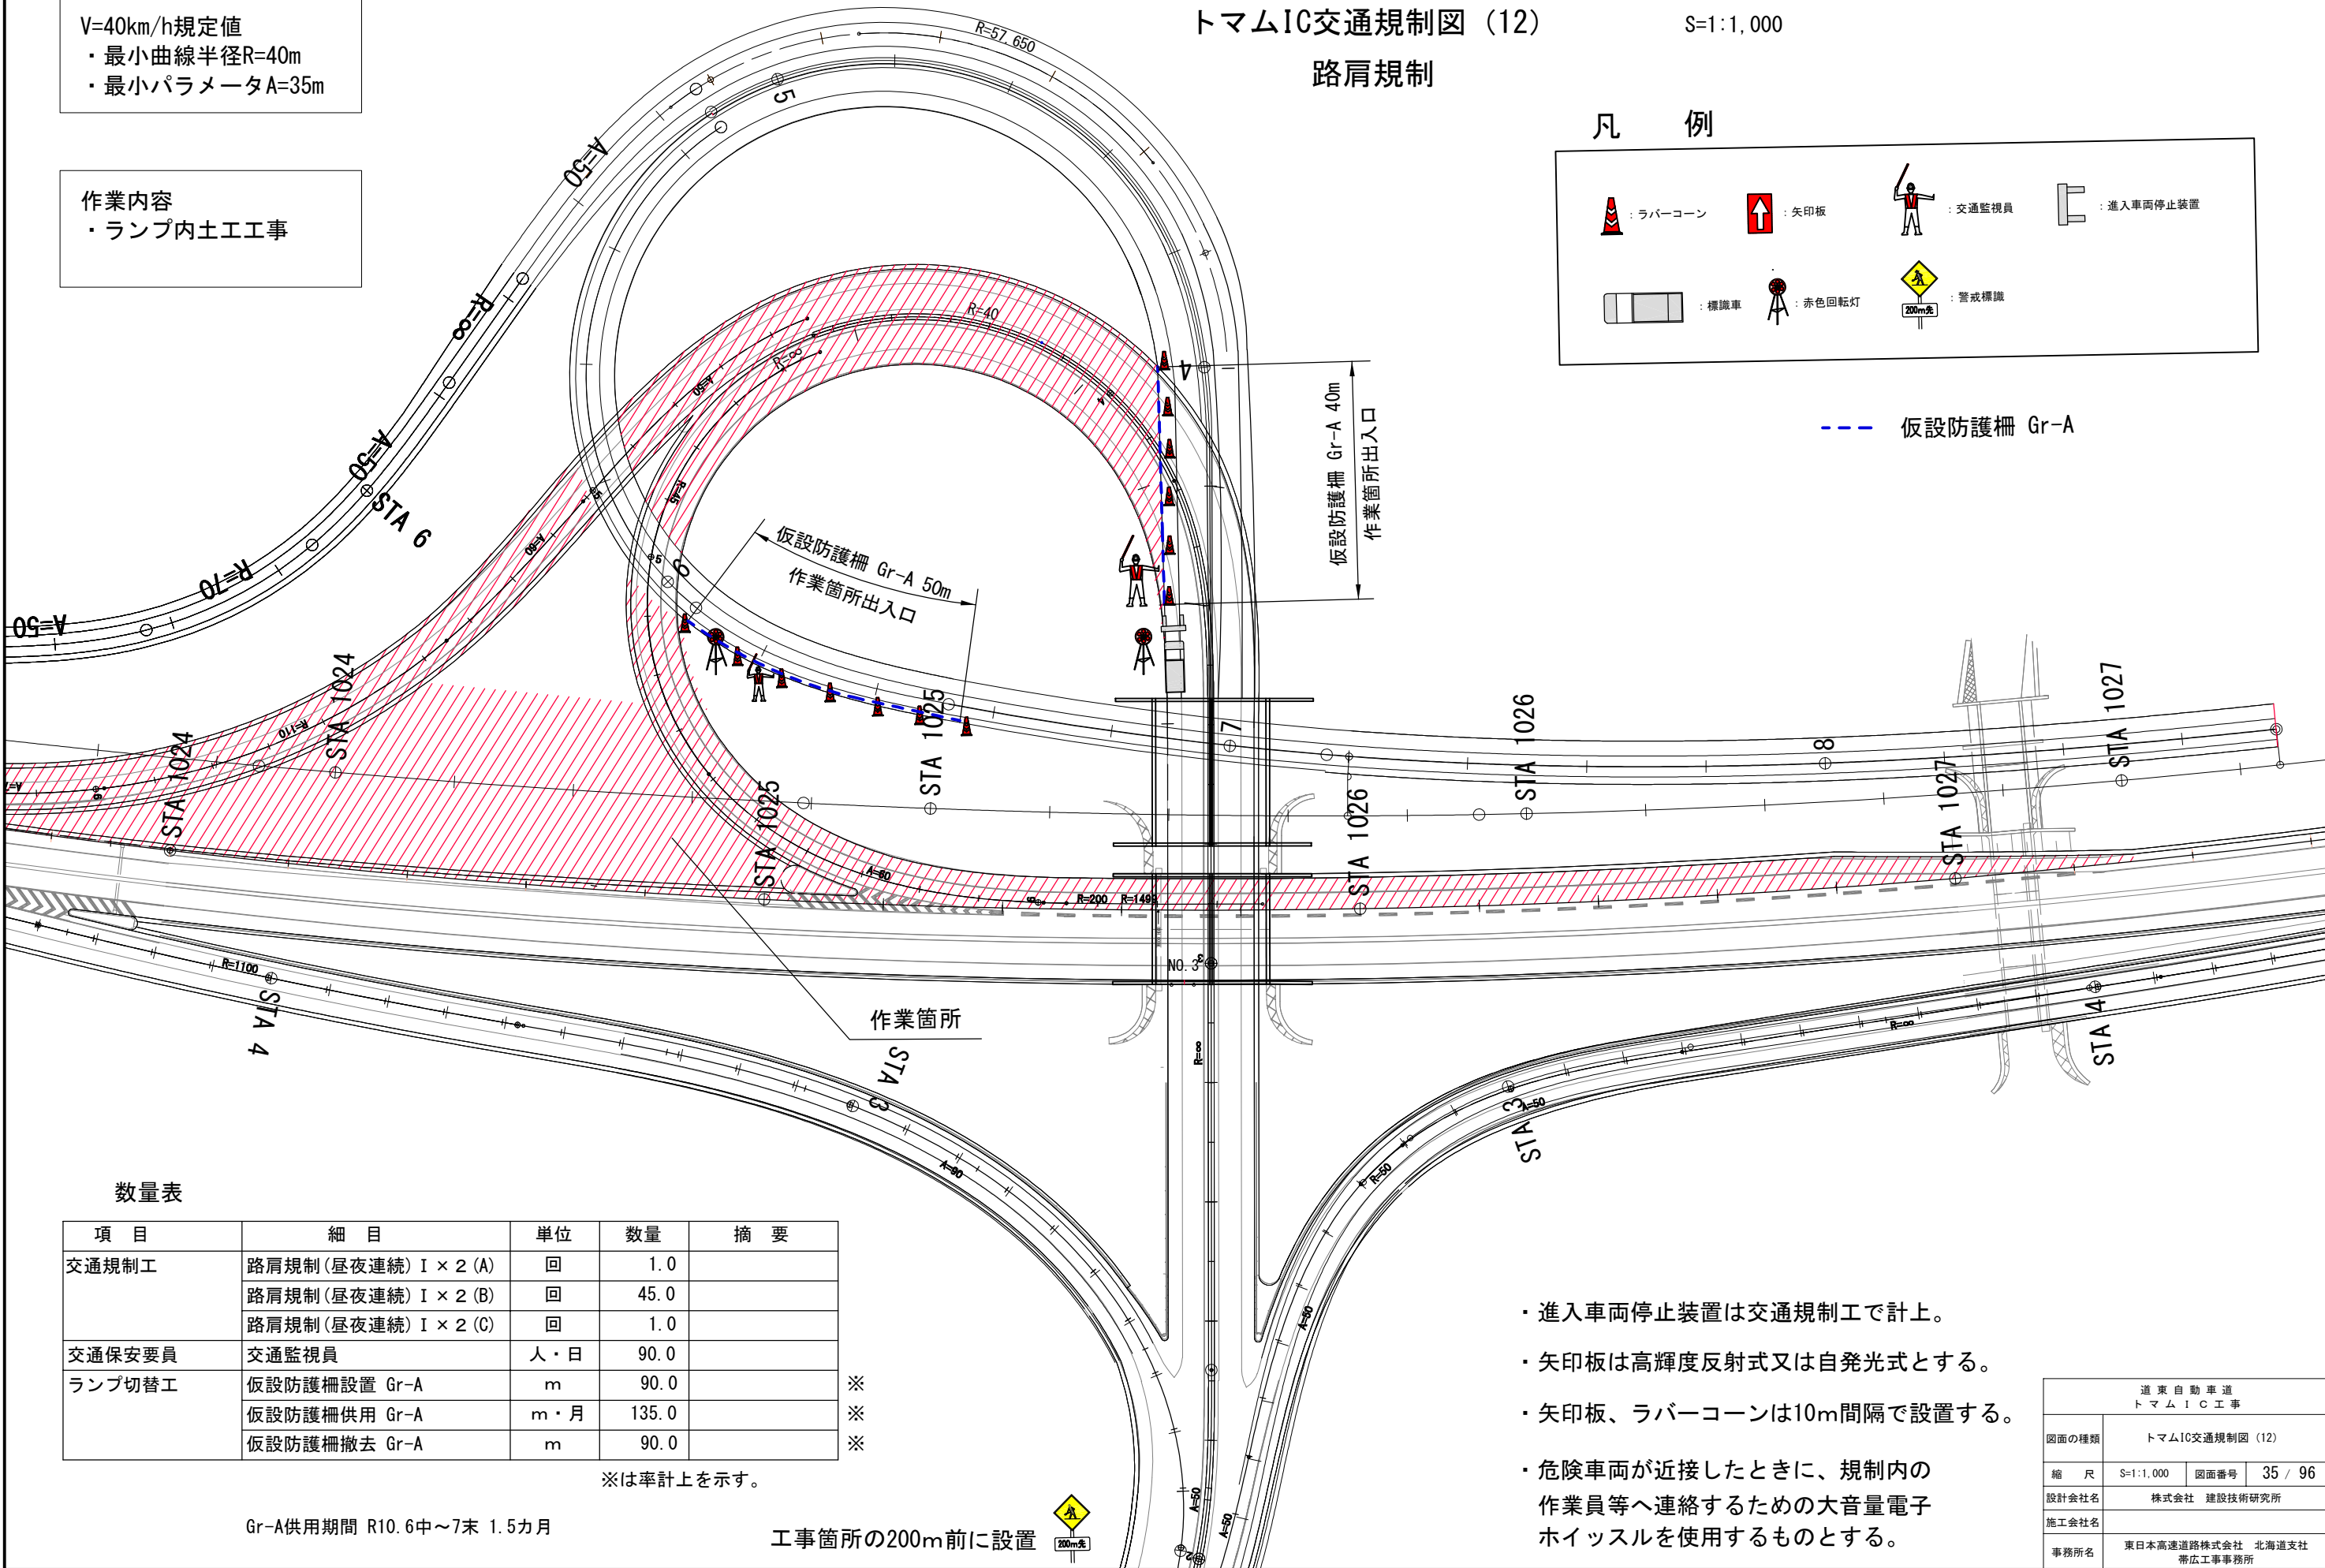 トマムIC交通規制図（12）
S=1:1,000
路肩規制
V=40km/h規定値
・最小曲線半径R=40m
・最小パラメータA=35m
作業内容
・ランプ内土工工事
凡　例
：ラバーコーン
：矢印板
：交通監視員
：進入車両停止装置
：標識車
：赤色回転灯
200m先
：警戒標識
仮設防護柵 Gr-A
R=57.650
5
A=50
R=∞
A=50
STA 6
R=70
A=50
R=40
R=∞
A=50
R=45
A=60
4
仮設防護柵 Gr-A 40m
作業箇所出入口
仮設防護柵 Gr-A 50m
作業箇所出入口
6
STA 1024
R=110
STA 1024
STA 1025
STA 1025
7
STA 1026
STA 1026
8
STA 1027
STA 1027
A=60
R=200
NO.3
R=1100
STA 4
作業箇所
STA 3
A=90
R=∞
R=∞
STA 4
STA 3
A=50
R=50
A=50
A=50
A=50
数量表
項　目 細　目 単位 数量 摘　要
交通規制工 路肩規制(昼夜連続)Ⅰ×２(A) 回 1.0
路肩規制(昼夜連続)Ⅰ×２(B) 回 45.0
路肩規制(昼夜連続)Ⅰ×２(C) 回 1.0
交通保安要員 交通監視員 人・日 90.0
ランプ切替工 仮設防護柵設置 Gr-A ｍ 90.0 ※
仮設防護柵供用 Gr-A ｍ・月 135.0 ※
仮設防護柵撤去 Gr-A ｍ 90.0 ※
※は率計上を示す。
Gr-A供用期間 R10.6中～7末 1.5カ月
工事箇所の200ｍ前に設置
200m先
・進入車両停止装置は交通規制工で計上。
・矢印板は高輝度反射式又は自発光式とする。
・矢印板、ラバーコーンは10ｍ間隔で設置する。
・危険車両が近接したときに、規制内の
作業員等へ連絡するための大音量電子
ホイッスルを使用するものとする。
道東自動車道
トマムＩＣ工事
図面の種類 トマムIC交通規制図（12）
縮　尺 S=1:1,000 図面番号 35 / 96
設計会社名 株式会社　建設技術研究所
施工会社名
事務所名 東日本高速道路株式会社　北海道支社
帯広工事事務所